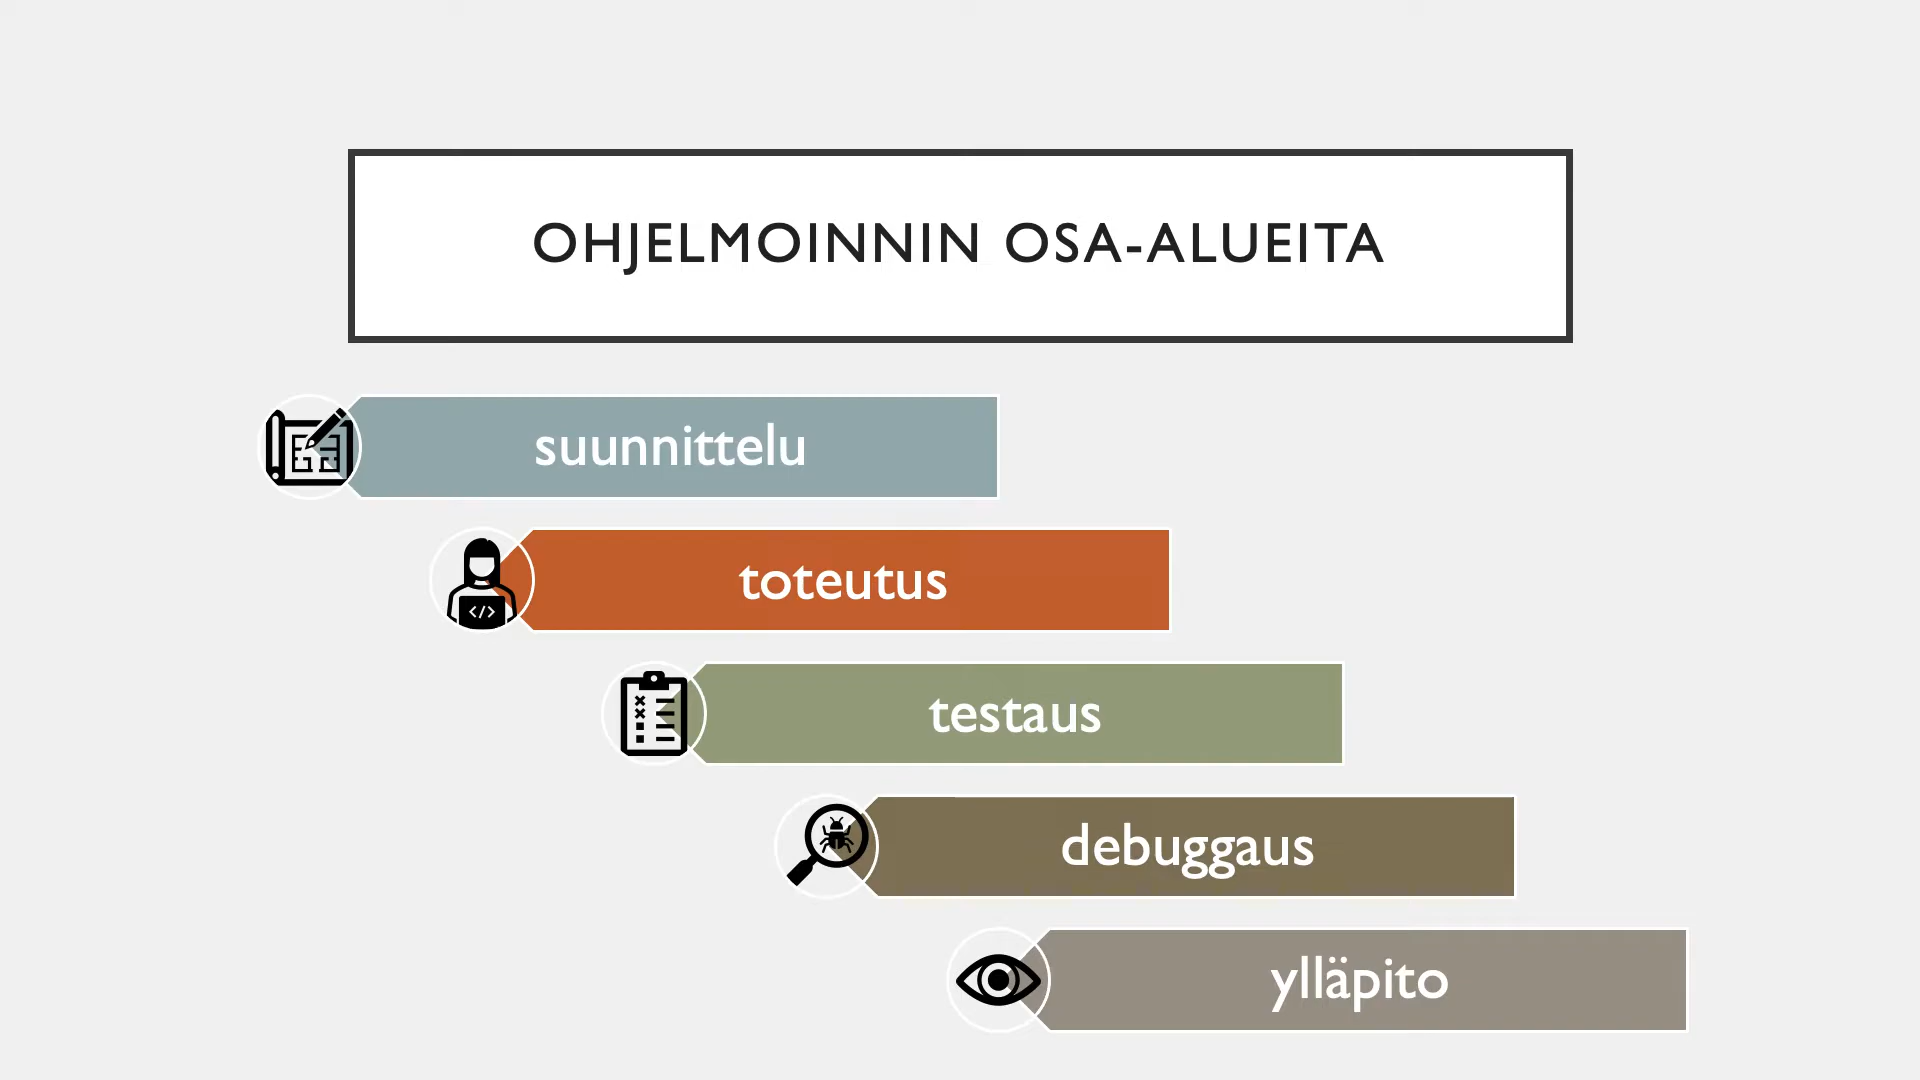 OHJELMOINNIN OSA-ALUEITA
suunnittelu
toteutus
</>
testaus
debuggaus
ylläpito